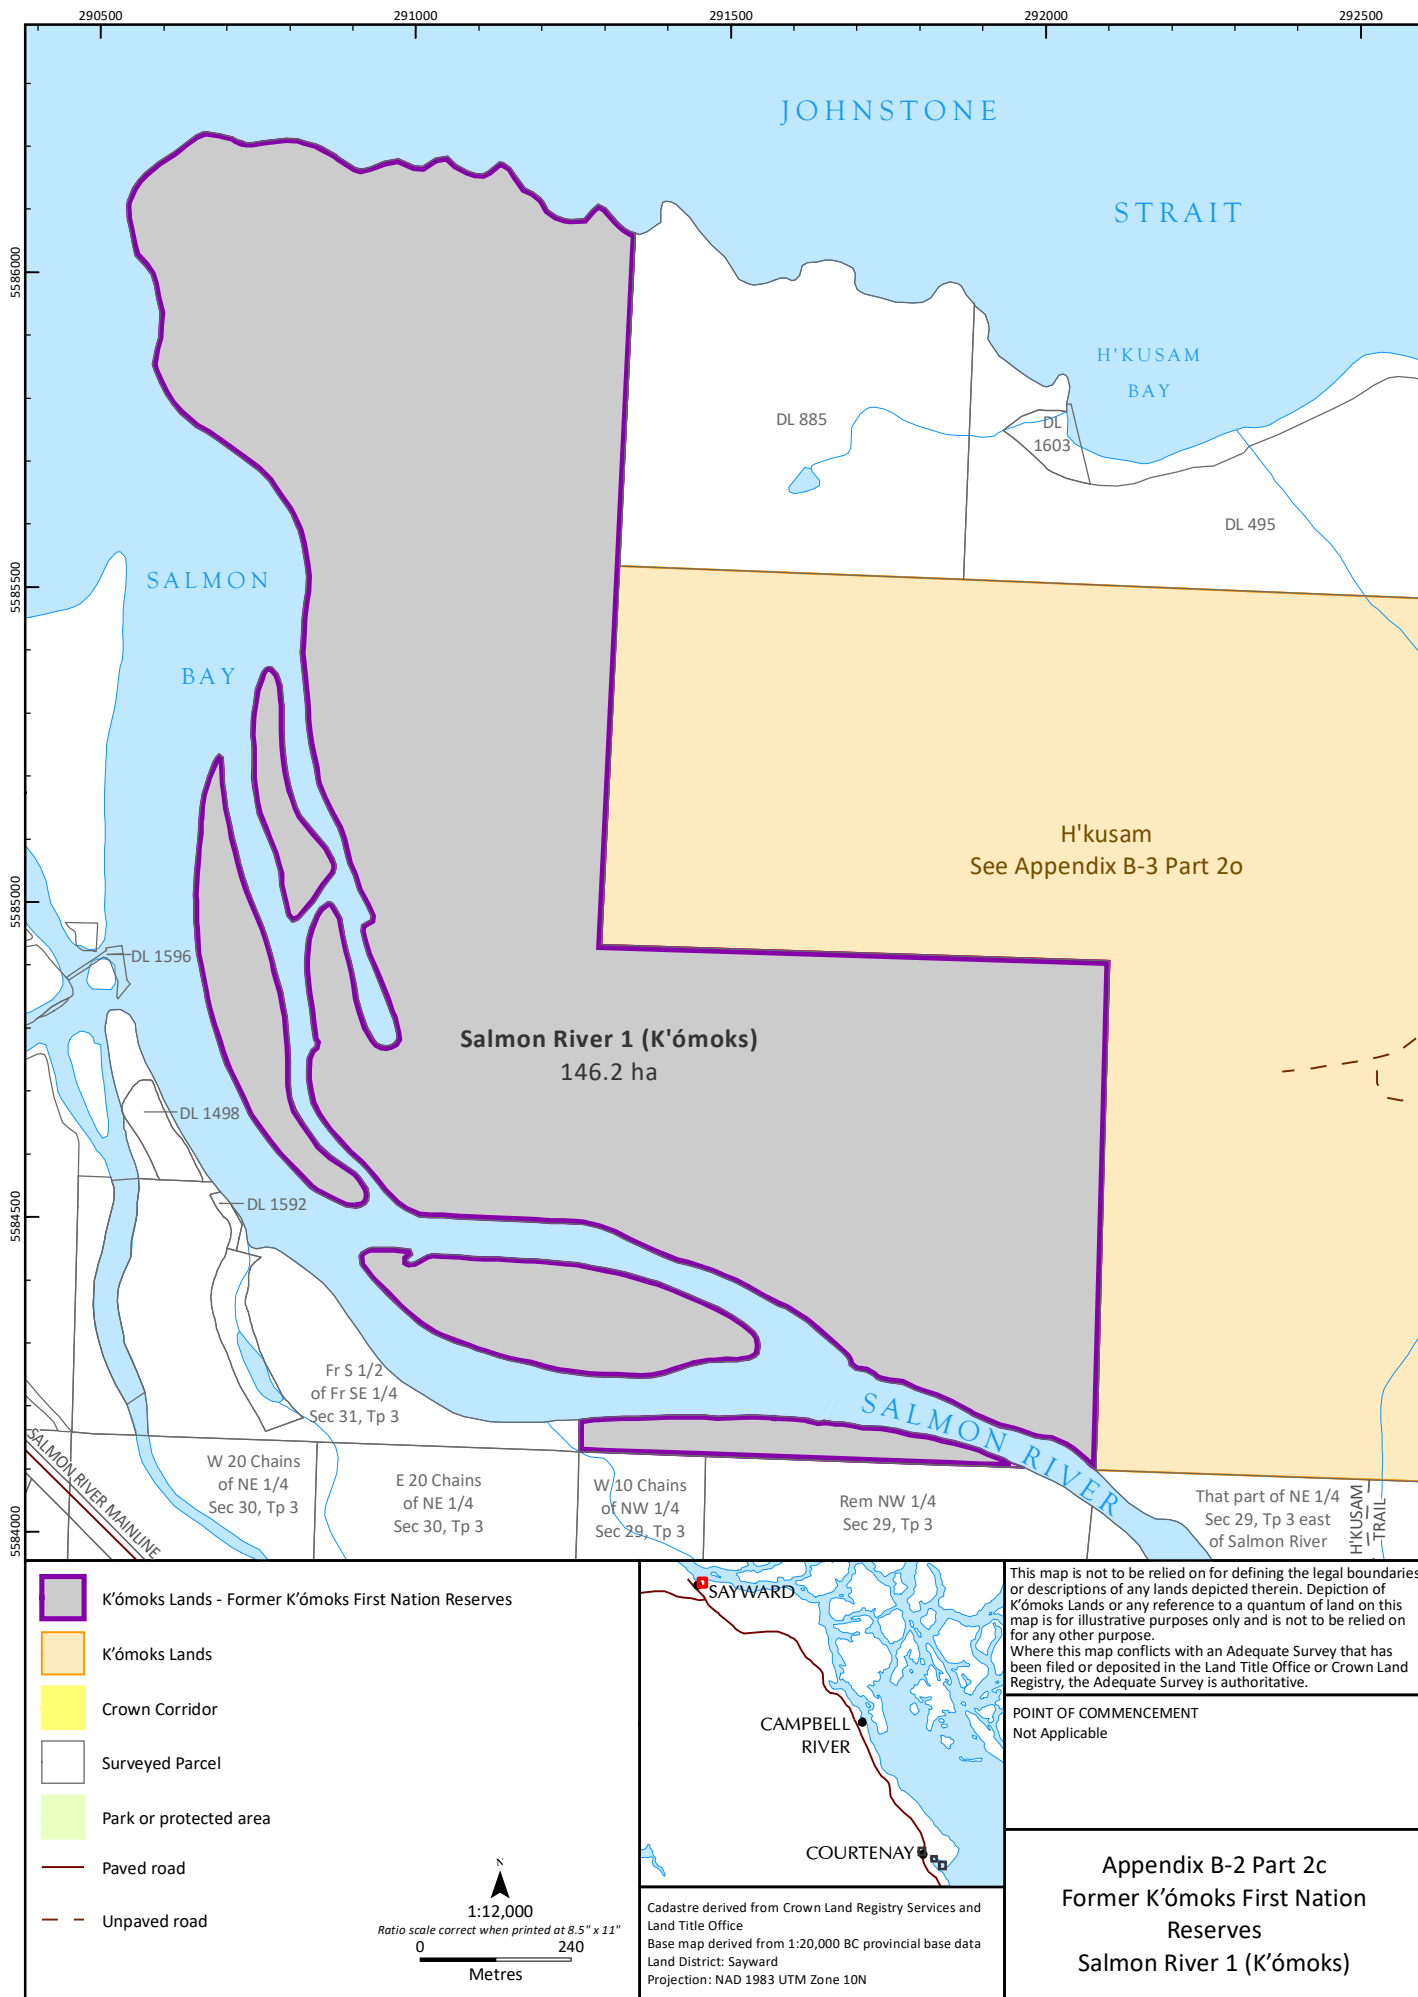 290500
291000
291500
292000
292500
5586000
5585500
5585000
5584500
5584000
JOHNSTONE
STRAIT
H'KUSAM
BAY
DL 885
DL
1603
DL 495
SALMON
BAY
H'kusam
See Appendix B-3 Part 2o
DL 1596
Salmon River 1 (K'ómoks)
146.2 ha
DL 1498
DL 1592
Fr S 1/2
of Fr SE 1/4
Sec 31, Tp 3
SALMON RIVER
SALMON RIVER MAINLINE
W 20 Chains
of NE 1/4
Sec 30, Tp 3
E 20 Chains
of NE 1/4
Sec 30, Tp 3
W 10 Chains
of NW 1/4
Sec 29, Tp 3
Rem NW 1/4
Sec 29, Tp 3
That part of NE 1/4
Sec 29, Tp 3 east
of Salmon River
H'KUSAM
TRAIL
K'ómoks Lands - Former K'ómoks First Nation Reserves
K'ómoks Lands
Crown Corridor
Surveyed Parcel
Park or protected area
Paved road
Unpaved road
N
1:12,000
Ratio scale correct when printed at 8.5" x 11"
0 240
Metres
SAYWARD
CAMPBELL
RIVER
COURTENAY
Cadastre derived from Crown Land Registry Services and
Land Title Office
Base map derived from 1:20,000 BC provincial base data
Land District: Sayward
Projection: NAD 1983 UTM Zone 10N
This map is not to be relied on for defining the legal boundaries
or descriptions of any lands depicted therein. Depiction of
K'ómoks Lands or any reference to a quantum of land on this
map is for illustrative purposes only and is not to be relied on
for any other purpose.
Where this map conflicts with an Adequate Survey that has
been filed or deposited in the Land Title Office or Crown Land
Registry, the Adequate Survey is authoritative.
POINT OF COMMENCEMENT
Not Applicable
Appendix B-2 Part 2c
Former K'ómoks First Nation
Reserves
Salmon River 1 (K'ómoks)